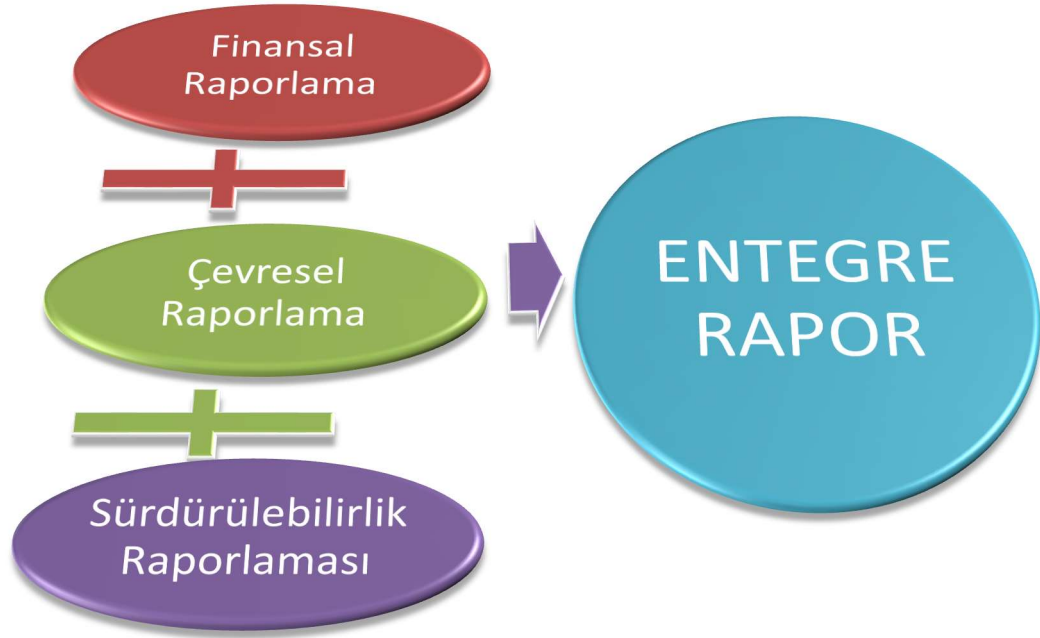 Finansal
Raporlama
Çevresel
Raporlama
Sürdürülebilirlik
Raporlaması
ENTEGRE
RAPOR